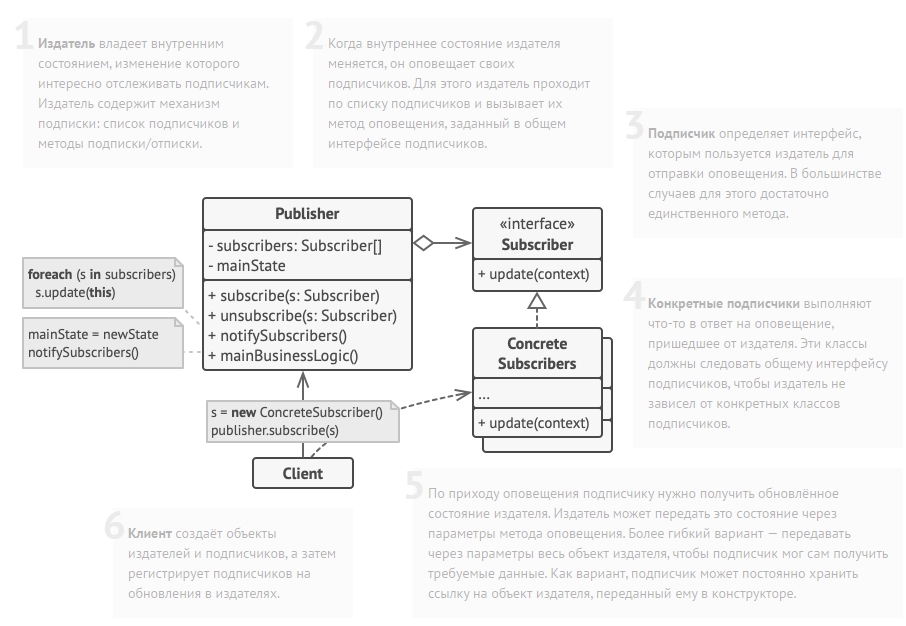 1
Издатель владеет внутренним
состоянием, изменение которого
интересно отслеживать подписчикам.
Издатель содержит механизм
подписки: список подписчиков и
методы подписки/отписки.
2
Когда внутреннее состояние издателя
меняется, он оповещает своих
подписчиков. Для этого издатель проходит
по списку подписчиков и вызывает их
метод оповещения, заданный в общем
интерфейсе подписчиков.
3
Подписчик определяет интерфейс,
которым пользуется издатель для
отправки оповещения. В большинстве
случаев для этого достаточно
единственного метода.
Publisher
- subscribers: Subscriber[]
- mainState
+ subscribe(s: Subscriber)
+ unsubscribe(s: Subscriber)
+ notifySubscribers()
+ mainBusinessLogic()
«interface»
Subscriber
+ update(context)
foreach (s in subscribers)
s.update(this)
mainState = newState
notifySubscribers()
4
Конкретные подписчики выполняют
что-то в ответ на оповещение,
пришедшее от издателя. Эти классы
должны следовать общему интерфейсу
подписчиков, чтобы издатель не
зависел от конкретных классов
подписчиков.
Concrete
Subscribers
...
+ update(context)
s = new ConcreteSubscriber()
publisher.subscribe(s)
Client
5
По приходу оповещения подписчику нужно получить обновлённое
состояние издателя. Издатель может передать это состояние через
параметры метода оповещения. Более гибкий вариант — передавать
через параметры весь объект издателя, чтобы подписчик мог сам получить
требуемые данные. Как вариант, подписчик может постоянно хранить
ссылку на объект издателя, переданный ему в конструкторе.
6
Клиент создаёт объекты
издателей и подписчиков, а затем
регистрирует подписчиков на
обновления в издателях.